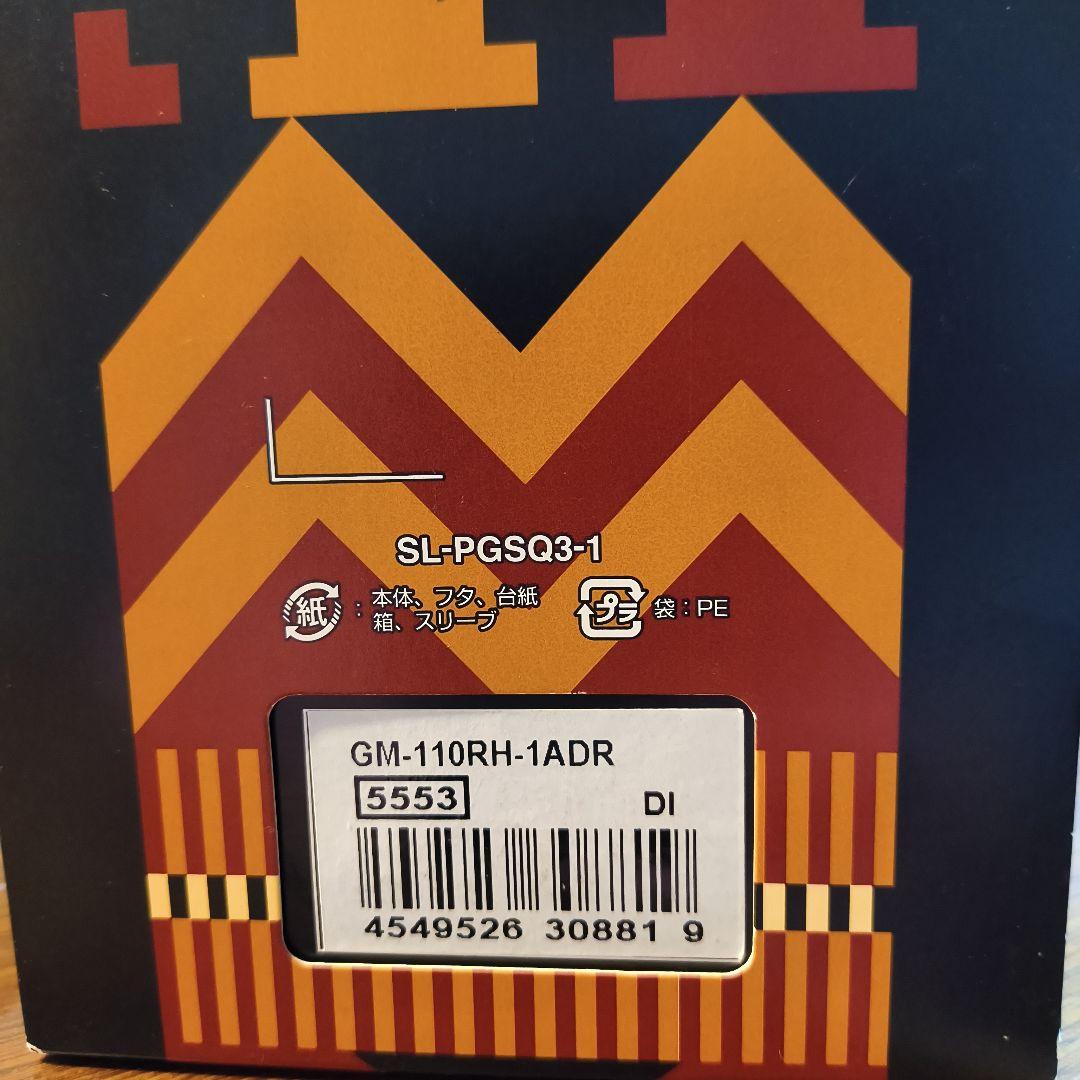 SL-PGSQ3-1
紙 : 本体、フタ、台紙
箱、スリーブ
プラ 袋：PE
GM-110RH-1ADR
5553 DI
4549526 30881 9